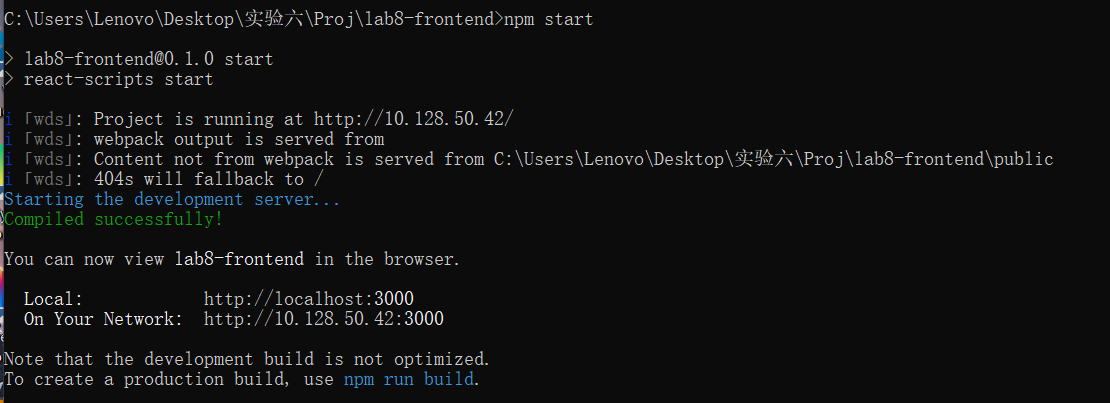 C:\Users\Lenovo\Desktop\实验六\Proj\lab8-frontend>npm start
> lab8-frontend@0.1.0 start
> react-scripts start
i ｢wds｣: Project is running at http://10.128.50.42/
i ｢wds｣: webpack output is served from
i ｢wds｣: Content not from webpack is served from C:\Users\Lenovo\Desktop\实验六\Proj\lab8-frontend\public
i ｢wds｣: 404s will fallback to /
Starting the development server...
Compiled successfully!
You can now view lab8-frontend in the browser.
Local: http://localhost:3000
On Your Network: http://10.128.50.42:3000
Note that the development build is not optimized.
To create a production build, use npm run build.